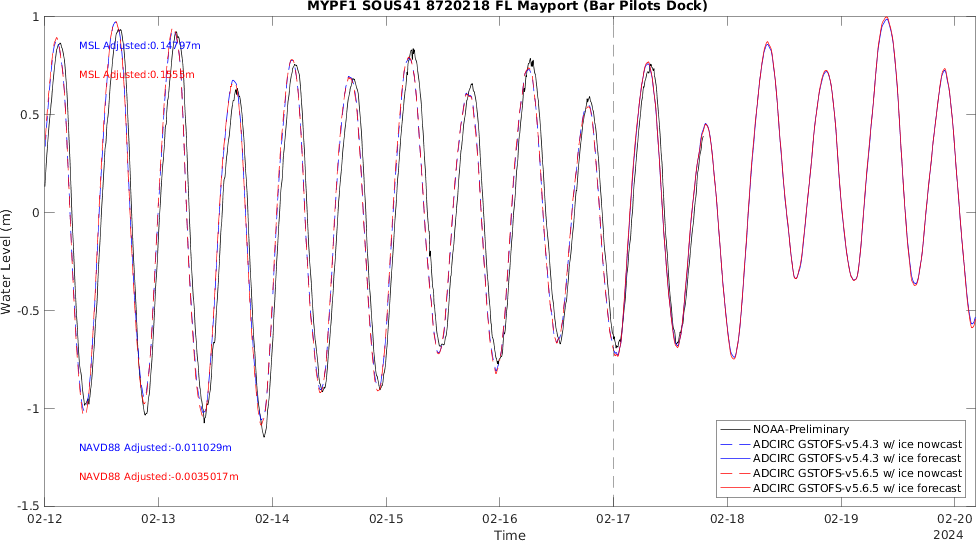 MYPF1 SOUS41 8720218 FL Mayport (Bar Pilots Dock)
1
0.5
0
-0.5
-1
-1.5
Water Level (m)
MSL Adjusted:0.14797m
MSL Adjusted:0.1555m
NAVD88 Adjusted:-0.011029m
NAVD88 Adjusted:-0.0035017m
NOAA-Preliminary
ADCIRC GSTOFS-v5.4.3 w/ ice nowcast
ADCIRC GSTOFS-v5.4.3 w/ ice forecast
ADCIRC GSTOFS-v5.6.5 w/ ice nowcast
ADCIRC GSTOFS-v5.6.5 w/ ice forecast
02-12 02-13 02-14 02-15 02-16 02-17 02-18 02-19 02-20
Time
2024